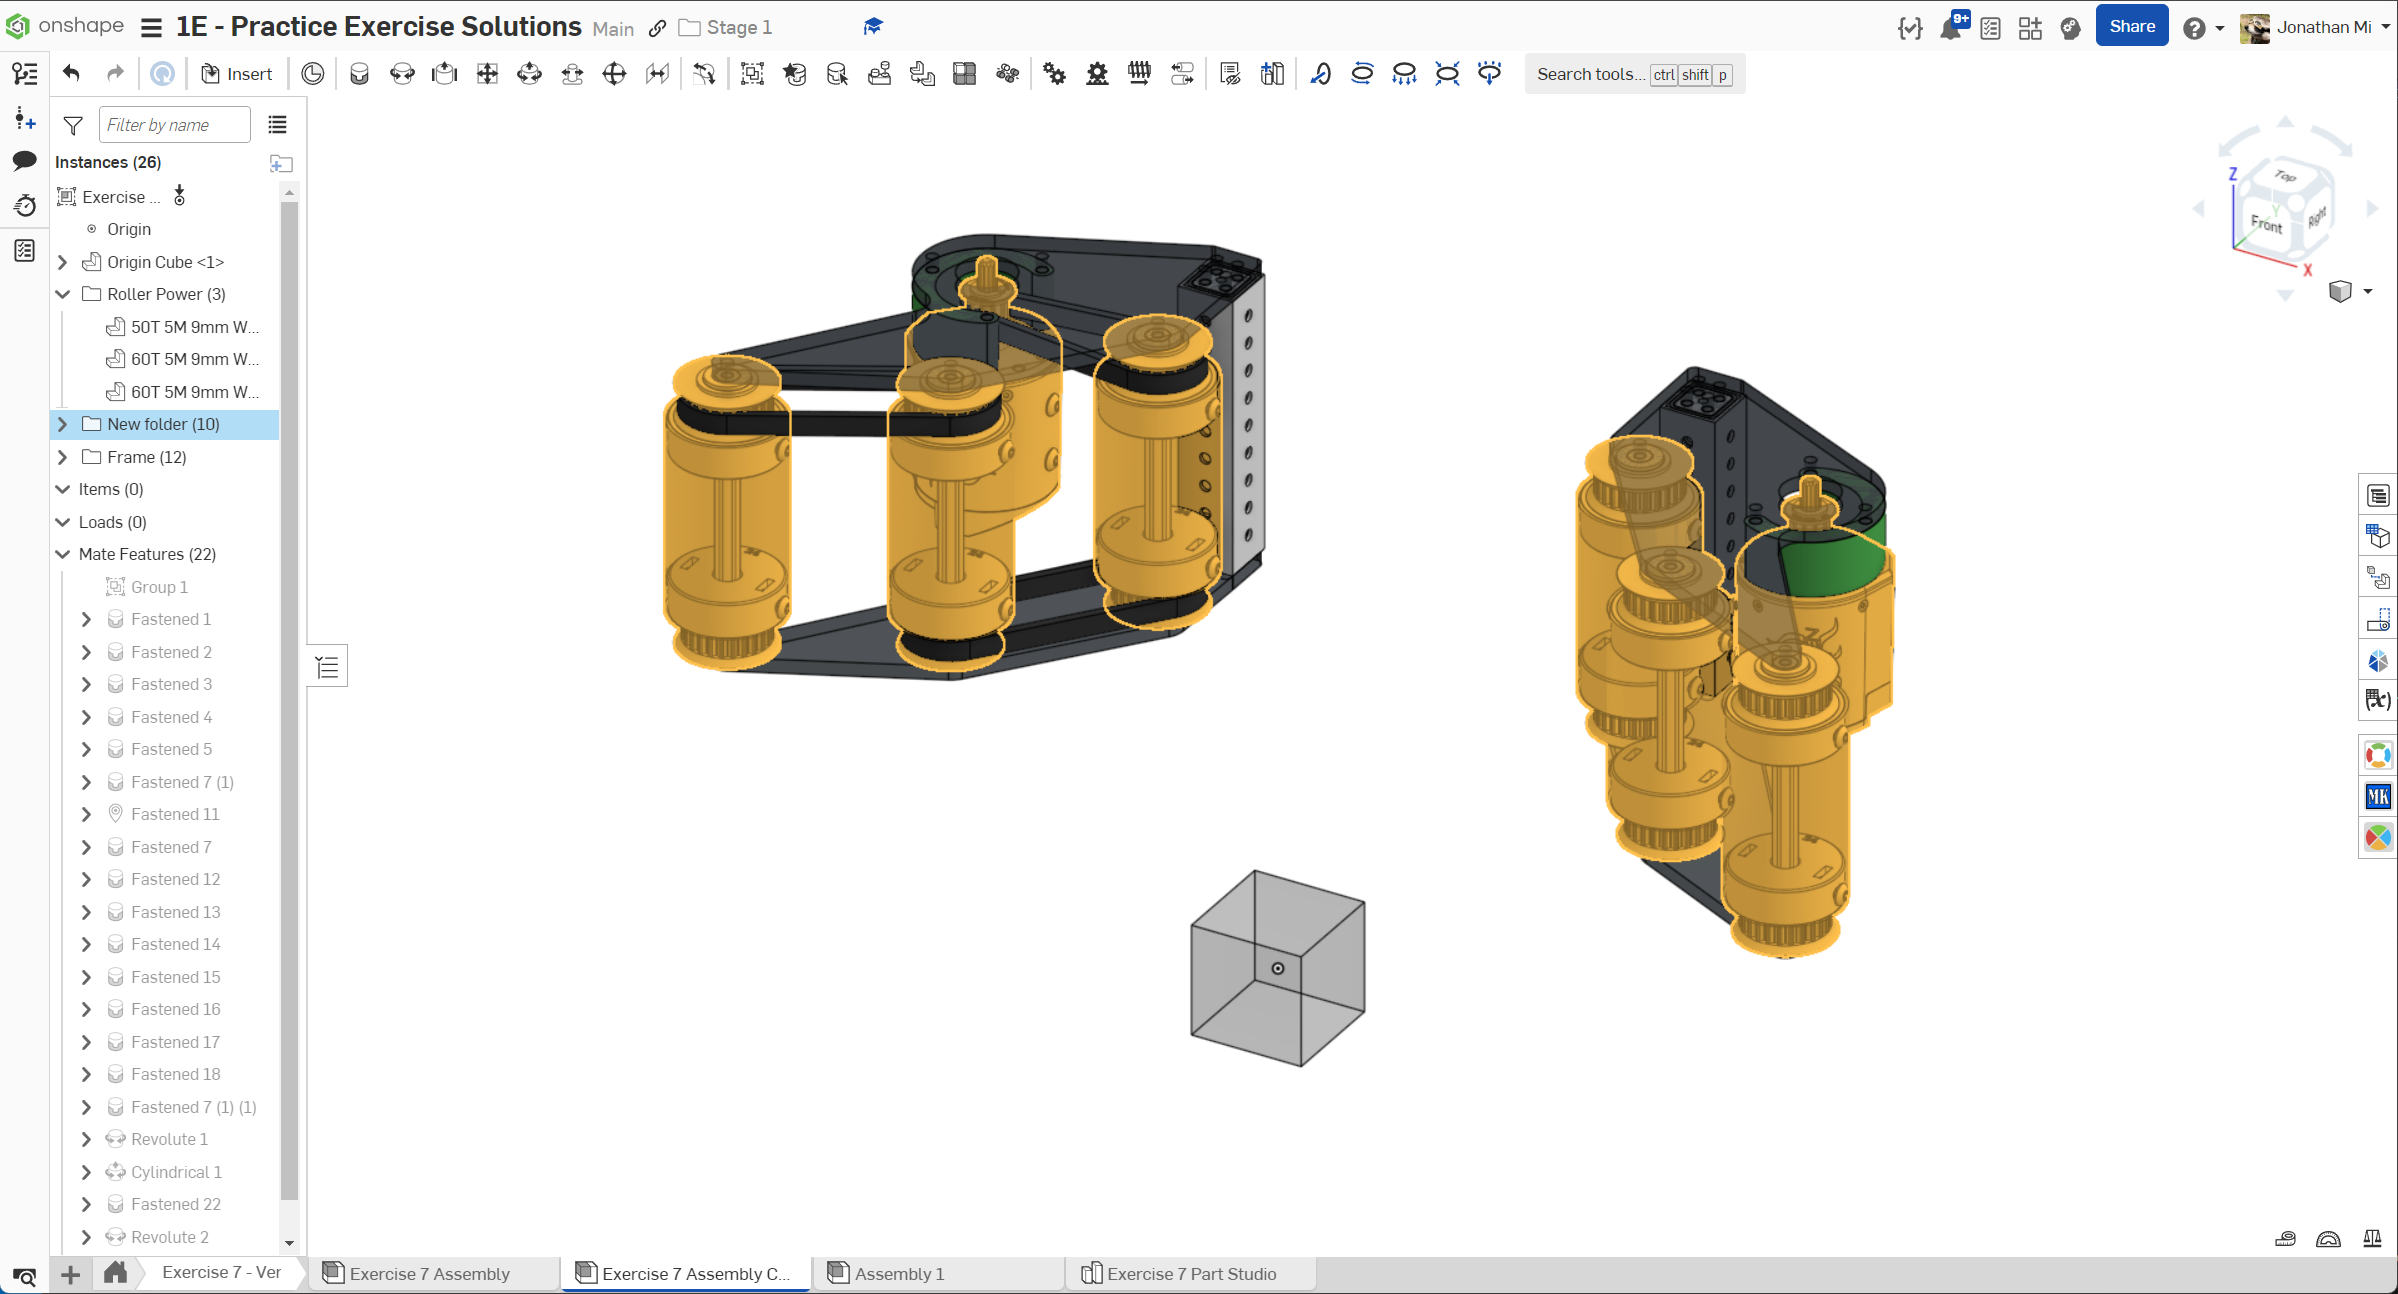 onshape
1E - Practice Exercise Solutions Main Stage 1
9+
Share
Jonathan Mi
Insert
Search tools... ctrl shift p
Filter by name
Instances (26)
Exercise ...
Origin
Origin Cube <1>
Roller Power (3)
50T 5M 9mm W...
60T 5M 9mm W...
60T 5M 9mm W...
New folder (10)
Frame (12)
Items (0)
Loads (0)
Mate Features (22)
Group 1
Fastened 1
Fastened 2
Fastened 3
Fastened 4
Fastened 5
Fastened 7 (1)
Fastened 11
Fastened 7
Fastened 12
Fastened 13
Fastened 14
Fastened 15
Fastened 16
Fastened 17
Fastened 18
Fastened 7 (1) (1)
Revolute 1
Cylindrical 1
Fastened 22
Revolute 2
Z
Top
Y
Front
Right
X
(x)
MK
Exercise 7 - Ver
Exercise 7 Assembly
Exercise 7 Assembly C...
Assembly 1
Exercise 7 Part Studio